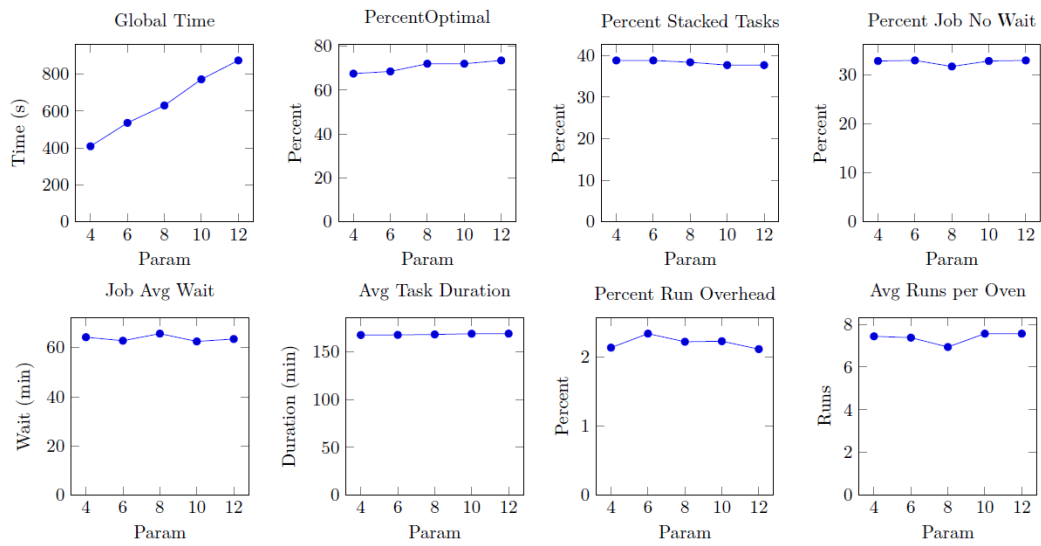 Global Time
Time (s)
800
600
400
200
0
4 6 8 10 12
Param
PercentOptimal
Percent
80
60
40
20
0
4 6 8 10 12
Param
Percent Stacked Tasks
Percent
40
30
20
10
0
4 6 8 10 12
Param
Percent Job No Wait
Percent
30
20
10
0
4 6 8 10 12
Param
Job Avg Wait
Wait (min)
60
40
20
0
4 6 8 10 12
Param
Avg Task Duration
Duration (min)
150
100
50
0
4 6 8 10 12
Param
Percent Run Overhead
Percent
2
1
0
4 6 8 10 12
Param
Avg Runs per Oven
Runs
8
6
4
2
0
4 6 8 10 12
Param